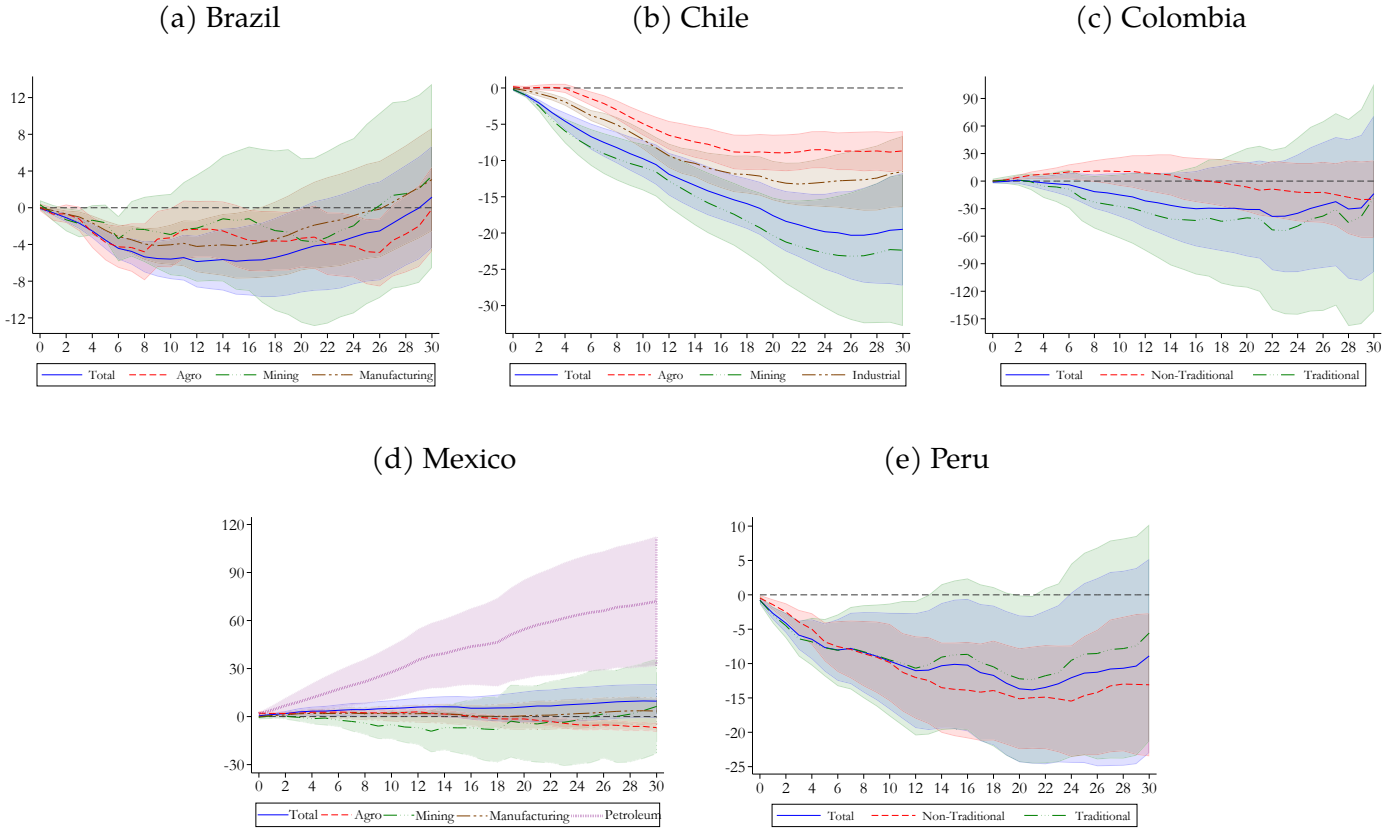 (a) Brazil
(b) Chile
(c) Colombia
12
8
4
0
-4
-8
-12
0 2 4 6 8 10 12 14 16 18 20 22 24 26 28 30
Total Agro Mining Manufacturing
0
-5
-10
-15
-20
-25
-30
0 2 4 6 8 10 12 14 16 18 20 22 24 26 28 30
Total Agro Mining Industrial
90
60
30
0
-30
-60
-90
-120
-150
0 2 4 6 8 10 12 14 16 18 20 22 24 26 28 30
Total Non-Traditional Traditional
(d) Mexico
(e) Peru
120
90
60
30
0
-30
0 2 4 6 8 10 12 14 16 18 20 22 24 26 28 30
Total Agro Mining Manufacturing Petroleum
10
5
0
-5
-10
-15
-20
-25
0 2 4 6 8 10 12 14 16 18 20 22 24 26 28 30
Total Non-Traditional Traditional